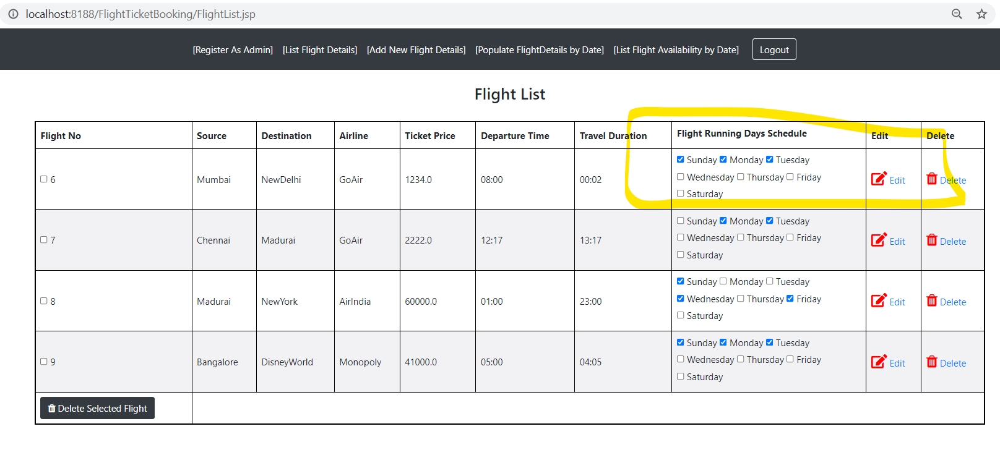 localhost:8188/FlightTicketBooking/FlightList.jsp
[Register As Admin] [List Flight Details] [Add New Flight Details] [Populate FlightDetails by Date] [List Flight Availability by Date] Logout
Flight List
Flight No Source Destination Airline Ticket Price Departure Time Travel Duration Flight Running Days Schedule Edit Delete
6 Mumbai NewDelhi GoAir 1234.0 08:00 00:02 Sunday Monday Tuesday
Wednesday Thursday Friday
Saturday
Edit Delete
7 Chennai Madurai GoAir 2222.0 12:17 13:17 Sunday Monday Tuesday
Wednesday Thursday Friday
Saturday
Edit Delete
8 Madurai NewYork AirIndia 60000.0 01:00 23:00 Sunday Monday Tuesday
Wednesday Thursday Friday
Saturday
Edit Delete
9 Bangalore DisneyWorld Monopoly 41000.0 05:00 04:05 Sunday Monday Tuesday
Wednesday Thursday Friday
Saturday
Edit Delete
Delete Selected Flight